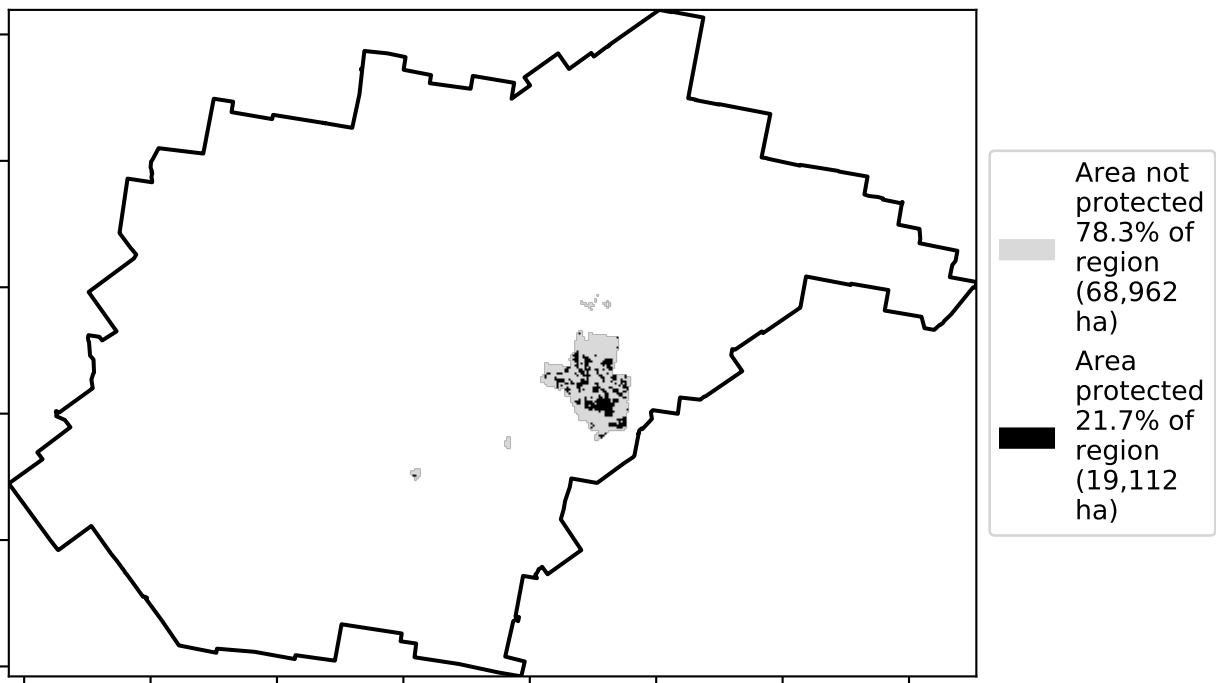 Area not
protected
78.3% of
region
(68,962
ha)
Area
protected
21.7% of
region
(19,112
ha)